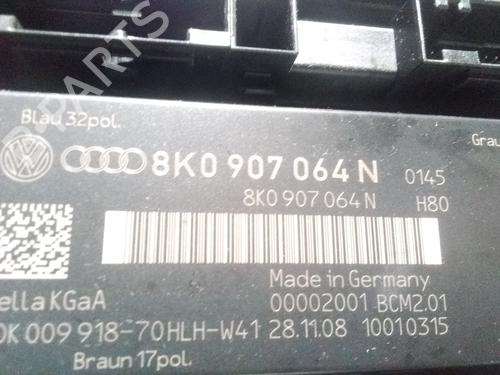 B-PARTS
Blau 32pol.
Grau
8K0 907 064 N 0145
8K0 907 064 N H80
Made in Germany
ella KGaA 00002001 BCM2.01
0K 009 918-70HLH-W41 28.11.08 10010315
Braun 17pol.